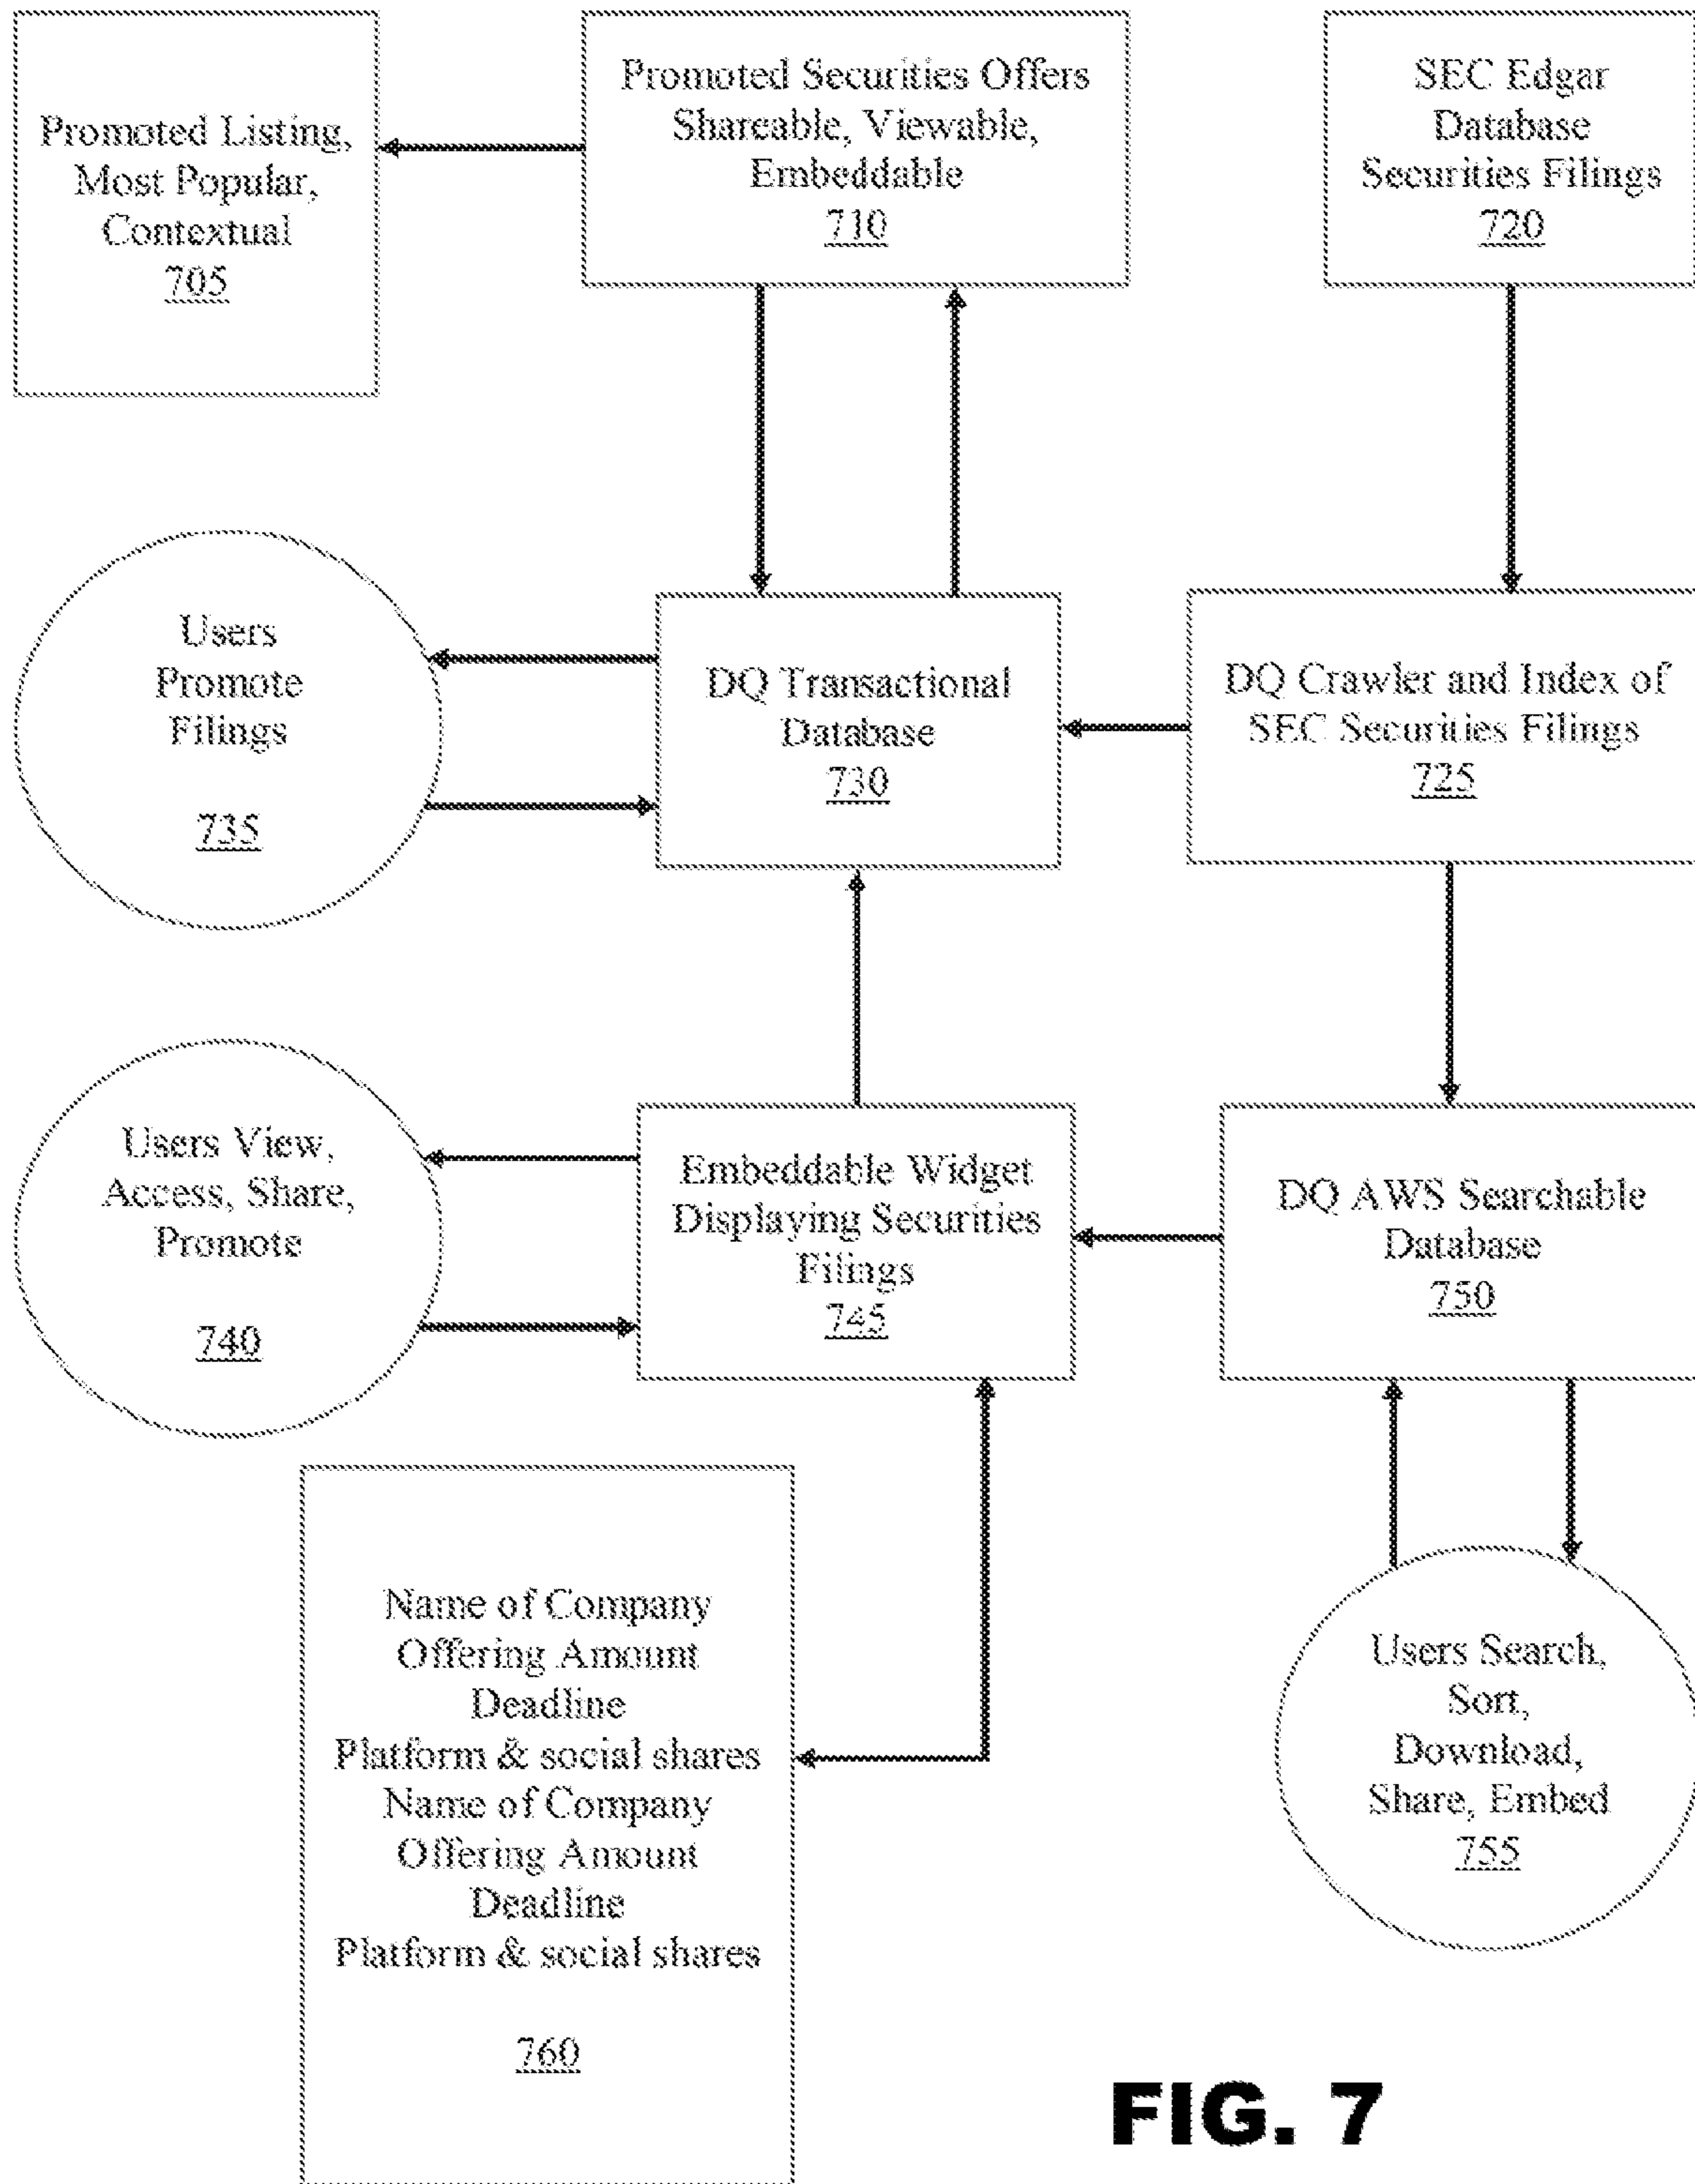 Promoted Listing,
Most Popular,
Contextual
705
Promoted Securities Offers
Shareable, Viewable,
Embeddable
710
SEC Edgar
Database
Securities Filings
720
Users
Promote
Filings
735
DQ Transactional
Database
730
DQ Crawler and Index of
SEC Securities Filings
725
Users View,
Access, Share,
Promote
740
Embeddable Widget
Displaying Securities
Filings
745
DQ AWS Searchable
Database
750
Name of Company
Offering Amount
Deadline
Platform & social shares
Name of Company
Offering Amount
Deadline
Platform & social shares
760
Users Search,
Sort,
Download,
Share, Embed
755
FIG. 7